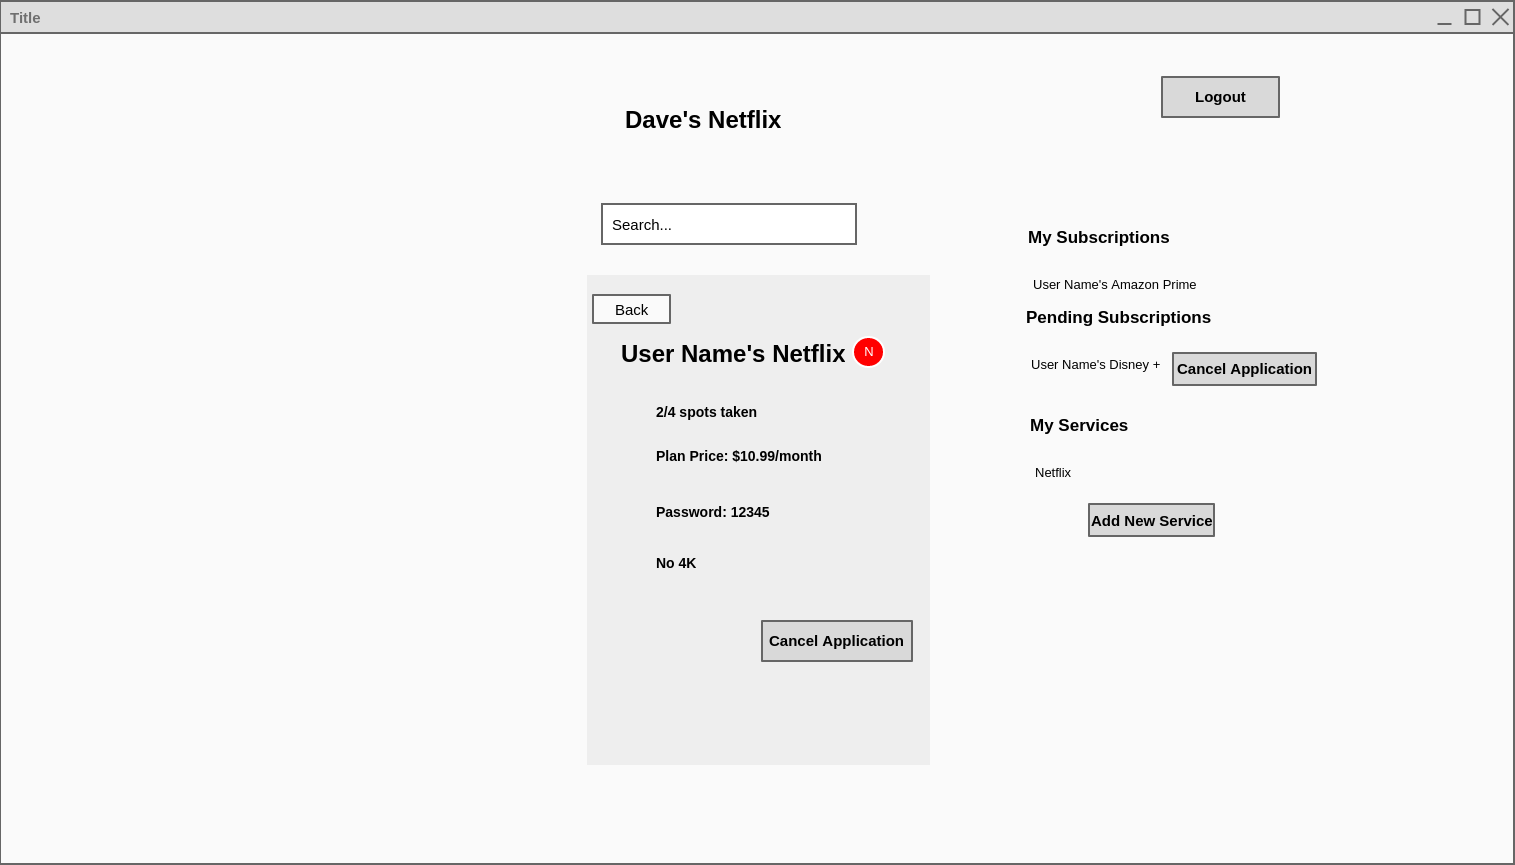 Title
Logout
Dave's Netflix
Search...
Back
User Name's Netflix
N
2/4 spots taken
Plan Price: $10.99/month
Password: 12345
No 4K
Cancel Application
My Subscriptions
User Name's Amazon Prime
Pending Subscriptions
User Name's Disney +
Cancel Application
My Services
Netflix
Add New Service